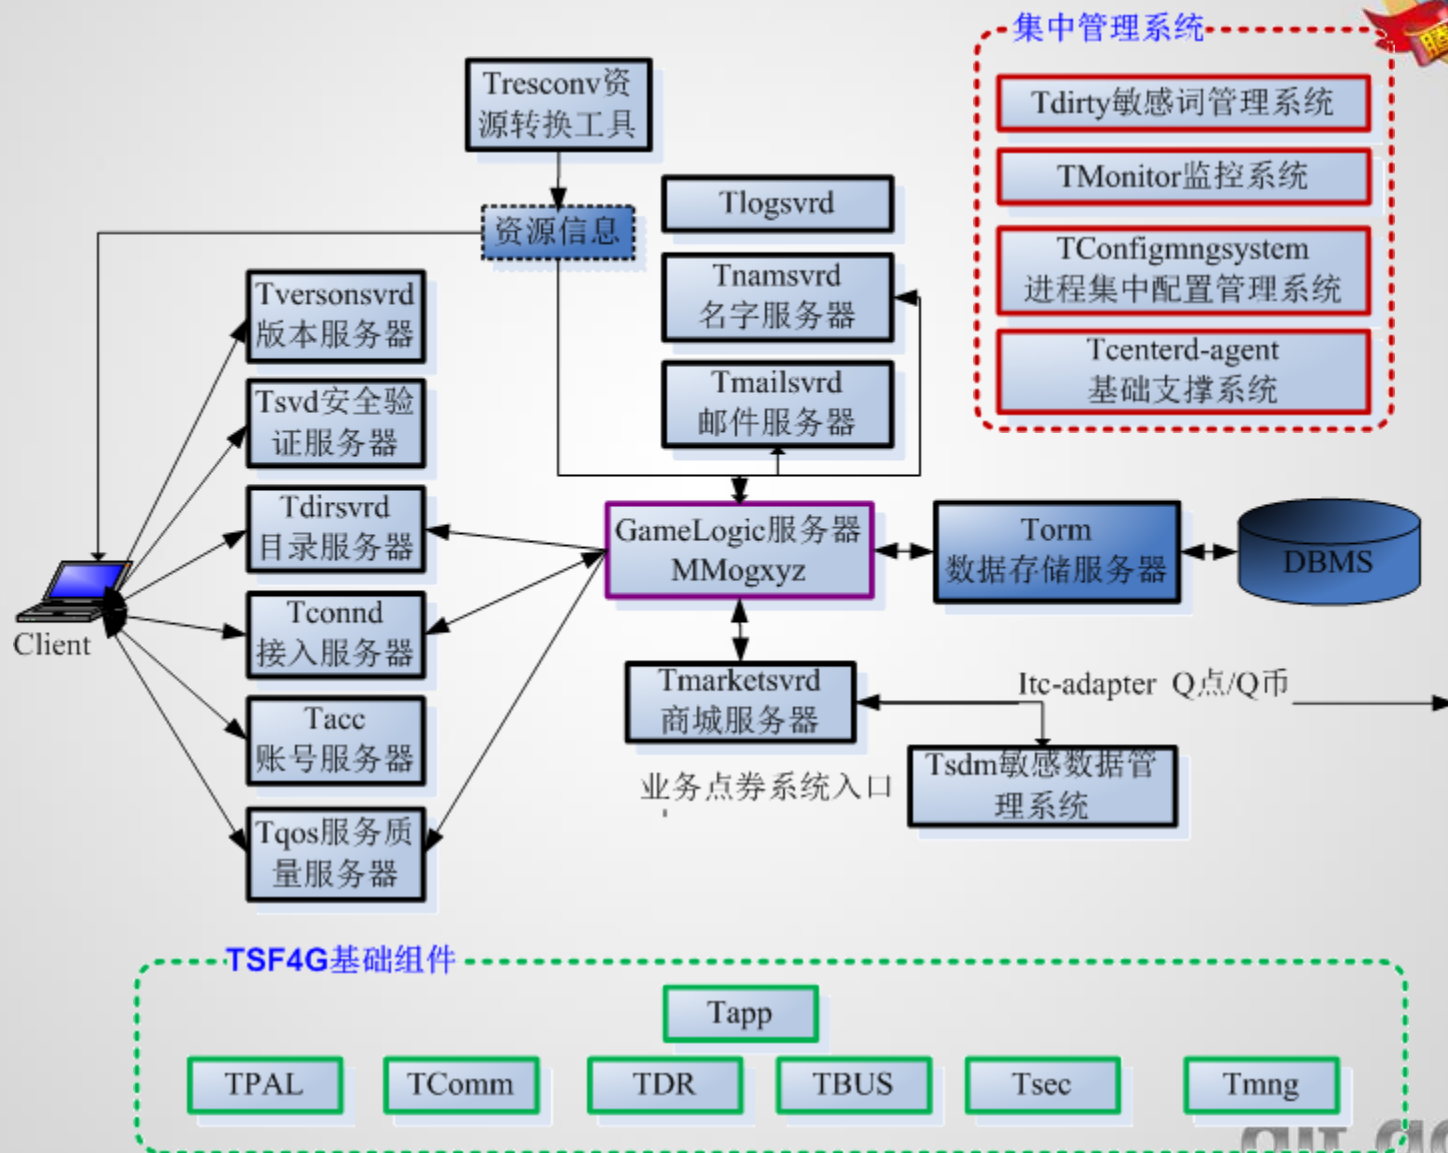 集中管理系统
腾
Tresconv资
源转换工具
Tdirty敏感词管理系统
TMonitor监控系统
Tlogsvrd
资源信息
TConfigmngsystem
进程集中配置管理系统
Tnamsvrd
名字服务器
Tversonsvrd
版本服务器
Tcenterd-agent
基础支撑系统
Tmailsvrd
邮件服务器
Tsvd安全验
证服务器
Tdirsvrd
目录服务器
GameLogic服务器
MMogxyz
Torm
数据存储服务器
DBMS
Client
Tconnd
接入服务器
Tmarketsvrd
商城服务器
Itc-adapter Q点/Q币
Tacc
账号服务器
业务点券系统入口
Tsdm敏感数据管
理系统
Tqos服务质
量服务器
TSF4G基础组件
Tapp
TPAL
TComm
TDR
TBUS
Tsec
Tmng